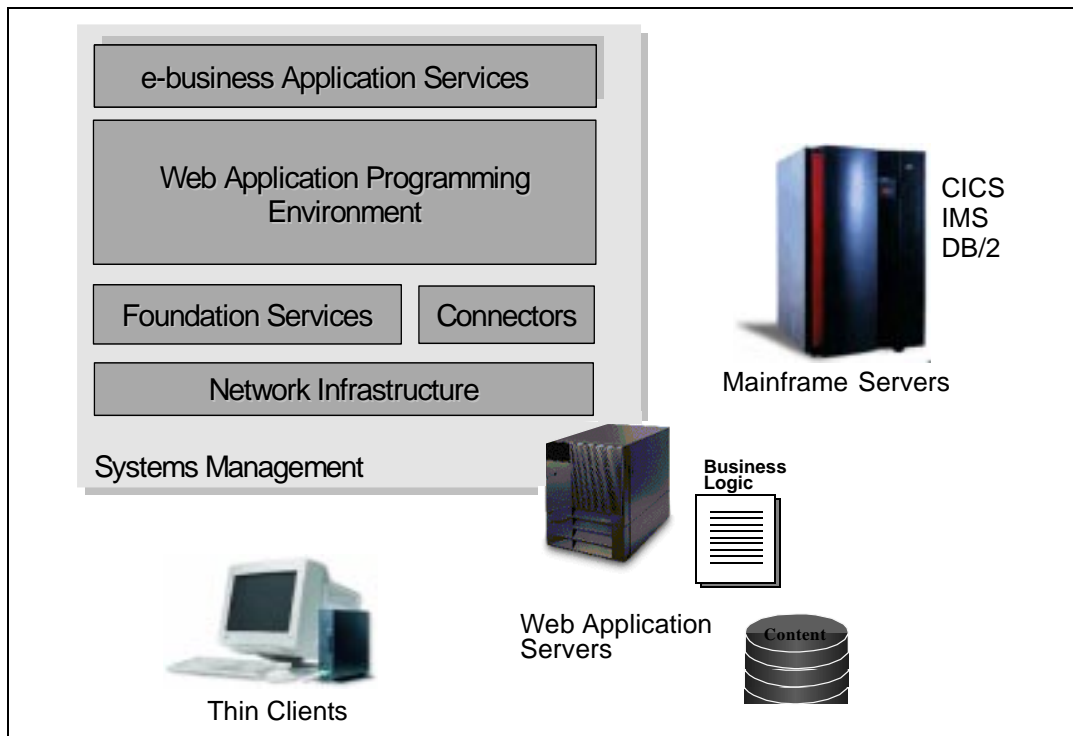 e-business Application Services
Web Application Programming
Environment
Foundation Services
Connectors
Network Infrastructure
Systems Management
CICS
IMS
DB/2
Mainframe Servers
Business
Logic
Web Application
Servers
Content
Thin Clients